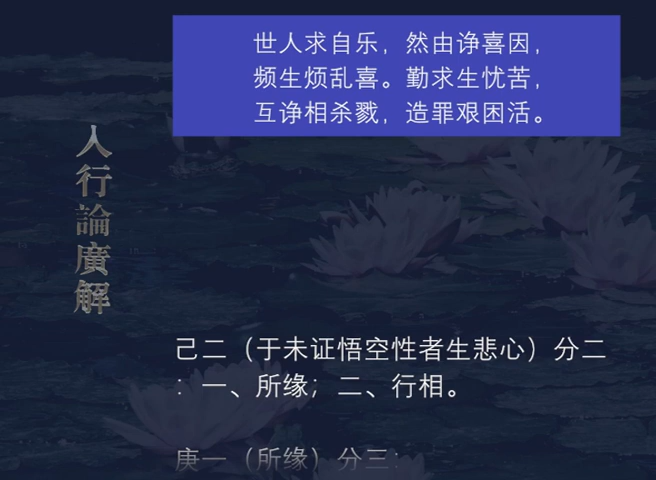 世人求自乐，然由诤喜因，
频生烦乱喜。勤求生忧苦，
互诤相杀戮，造罪艰困活。
入行論廣解
己二（于未证悟空性者生悲心）分二
：一、所缘；二、行相。
庚一（所缘）分三：